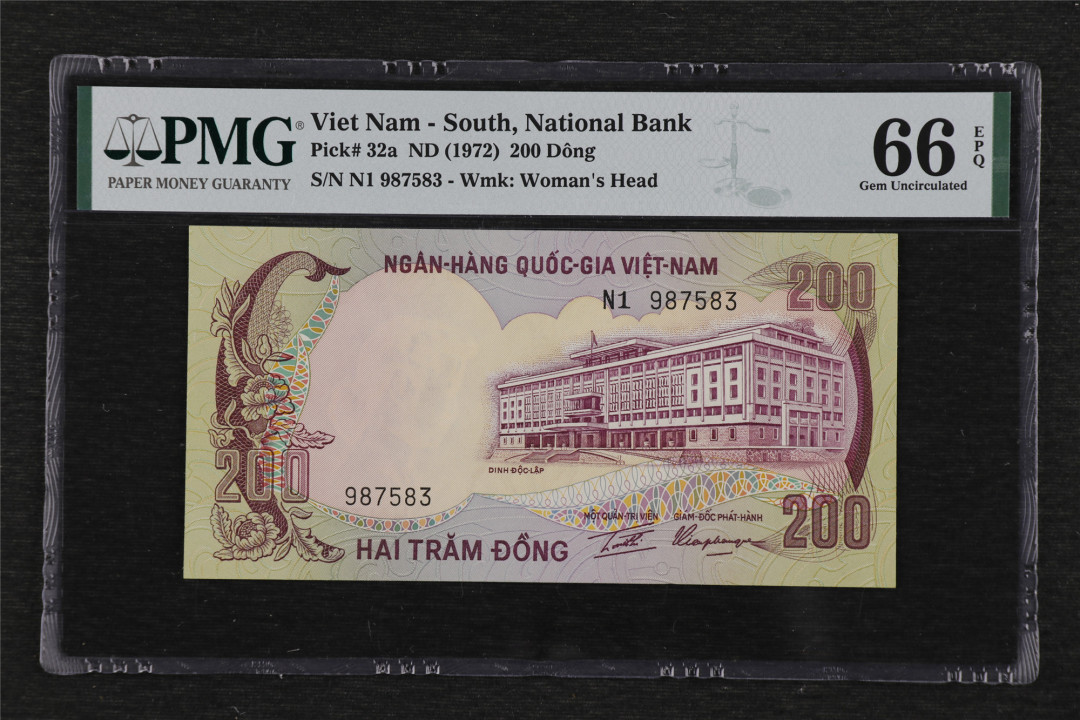 PMG®
PAPER MONEY GUARANTY
Viet Nam - South, National Bank
Pick# 32a ND (1972) 200 Dông
S/N N1 987583 - Wmk: Woman's Head
66
EPQ
Gem Uncirculated
NGÂN-HÀNG QUỐC-GIA VIỆT-NAM
200
N1 987583
DINH ĐỘC-LẬP
200
987583
MỘT QUẢN-TRỊ VIÊN GIÁM-ĐỐC PHÁT-HÀNH
200
HAI TRĂM ĐỒNG